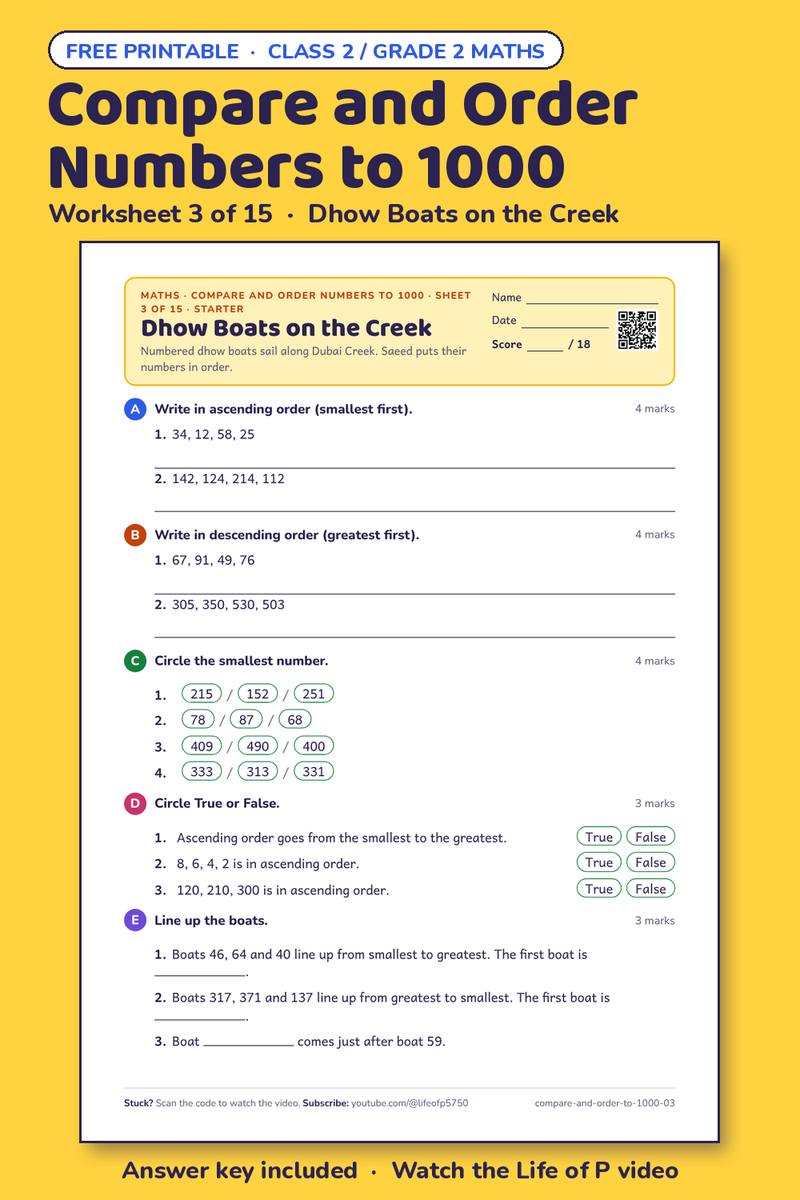 FREE PRINTABLE · CLASS 2 / GRADE 2 MATHS
Compare and Order
Numbers to 1000
Worksheet 3 of 15 · Dhow Boats on the Creek
MATHS · COMPARE AND ORDER NUMBERS TO 1000 · SHEET
3 OF 15 · STARTER
Dhow Boats on the Creek
Numbered dhow boats sail along Dubai Creek. Saeed puts their
numbers in order.
Name ____________
Date ____________
Score ______ / 18
A Write in ascending order (smallest first). 4 marks
1. 34, 12, 58, 25
2. 142, 124, 214, 112
B Write in descending order (greatest first). 4 marks
1. 67, 91, 49, 76
2. 305, 350, 530, 503
C Circle the smallest number. 4 marks
1. 215 / 152 / 251
2. 78 / 87 / 68
3. 409 / 490 / 400
4. 333 / 313 / 331
D Circle True or False. 3 marks
1. Ascending order goes from the smallest to the greatest. True False
2. 8, 6, 4, 2 is in ascending order. True False
3. 120, 210, 300 is in ascending order. True False
E Line up the boats. 3 marks
1. Boats 46, 64 and 40 line up from smallest to greatest. The first boat is
____________.
2. Boats 317, 371 and 137 line up from greatest to smallest. The first boat is
____________.
3. Boat ____________ comes just after boat 59.
Stuck? Scan the code to watch the video. Subscribe: youtube.com/@lifeofp5750 compare-and-order-to-1000-03
Answer key included · Watch the Life of P video